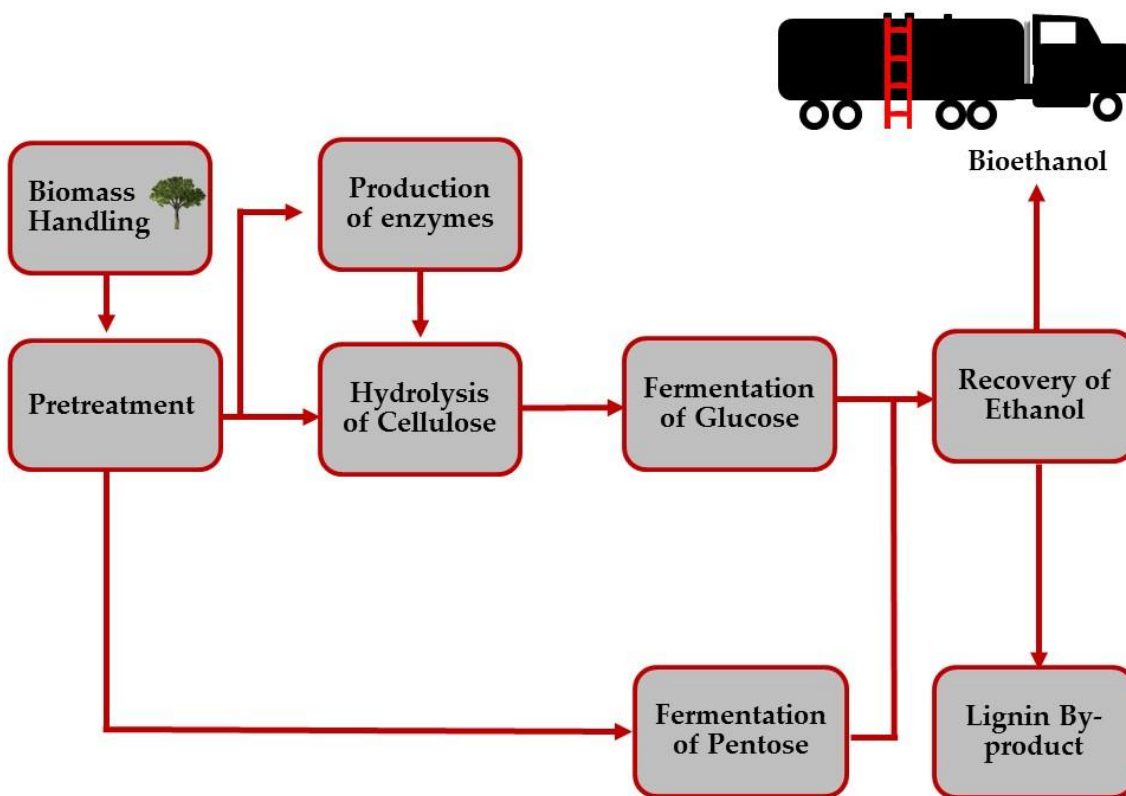 Bioethanol
Biomass
Handling
Production
of enzymes
Pretreatment
Hydrolysis
of Cellulose
Fermentation
of Glucose
Recovery of
Ethanol
Fermentation
of Pentose
Lignin By-
product